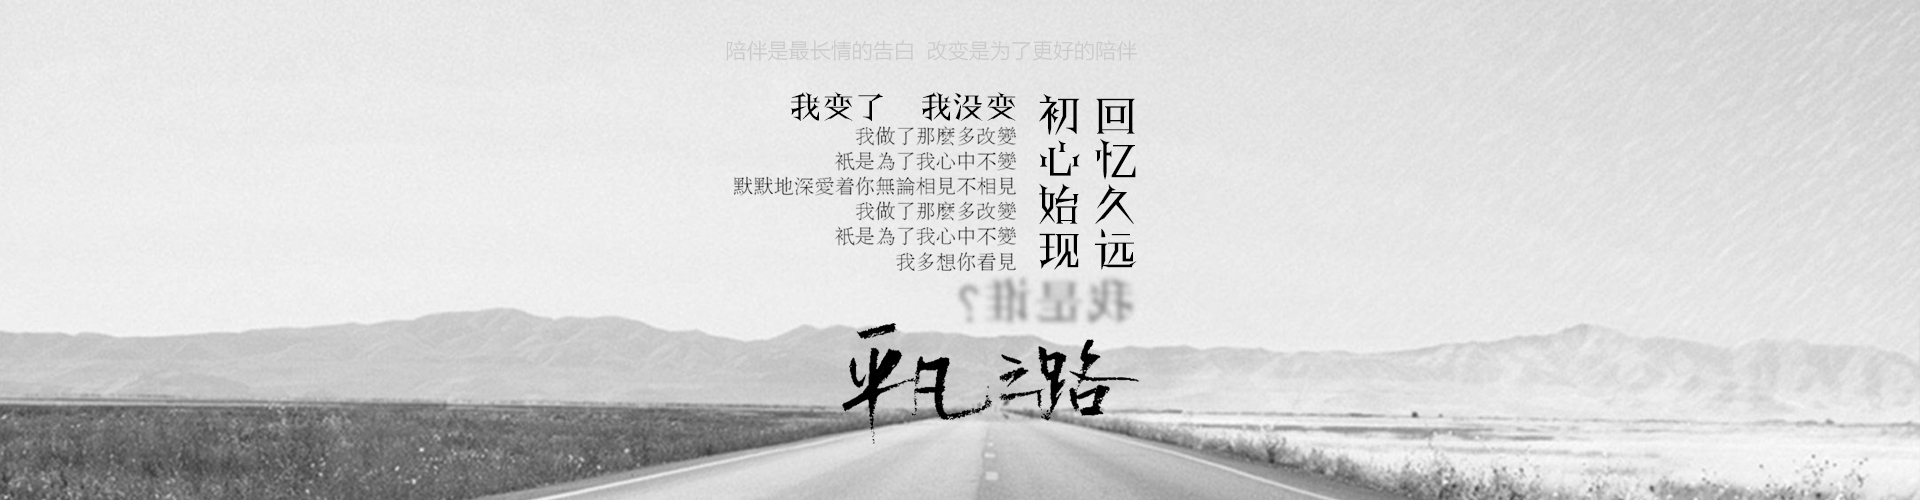 陪伴是最长情的告白 改变是为了更好的陪伴
回忆久远
初心始现
我变了 我没变
我做了那麽多改變
衹是為了我心中不變
默默地深愛着你無論相見不相見
我做了那麽多改變
衹是為了我心中不變
我多想你看見
我是谁？
平凡之路